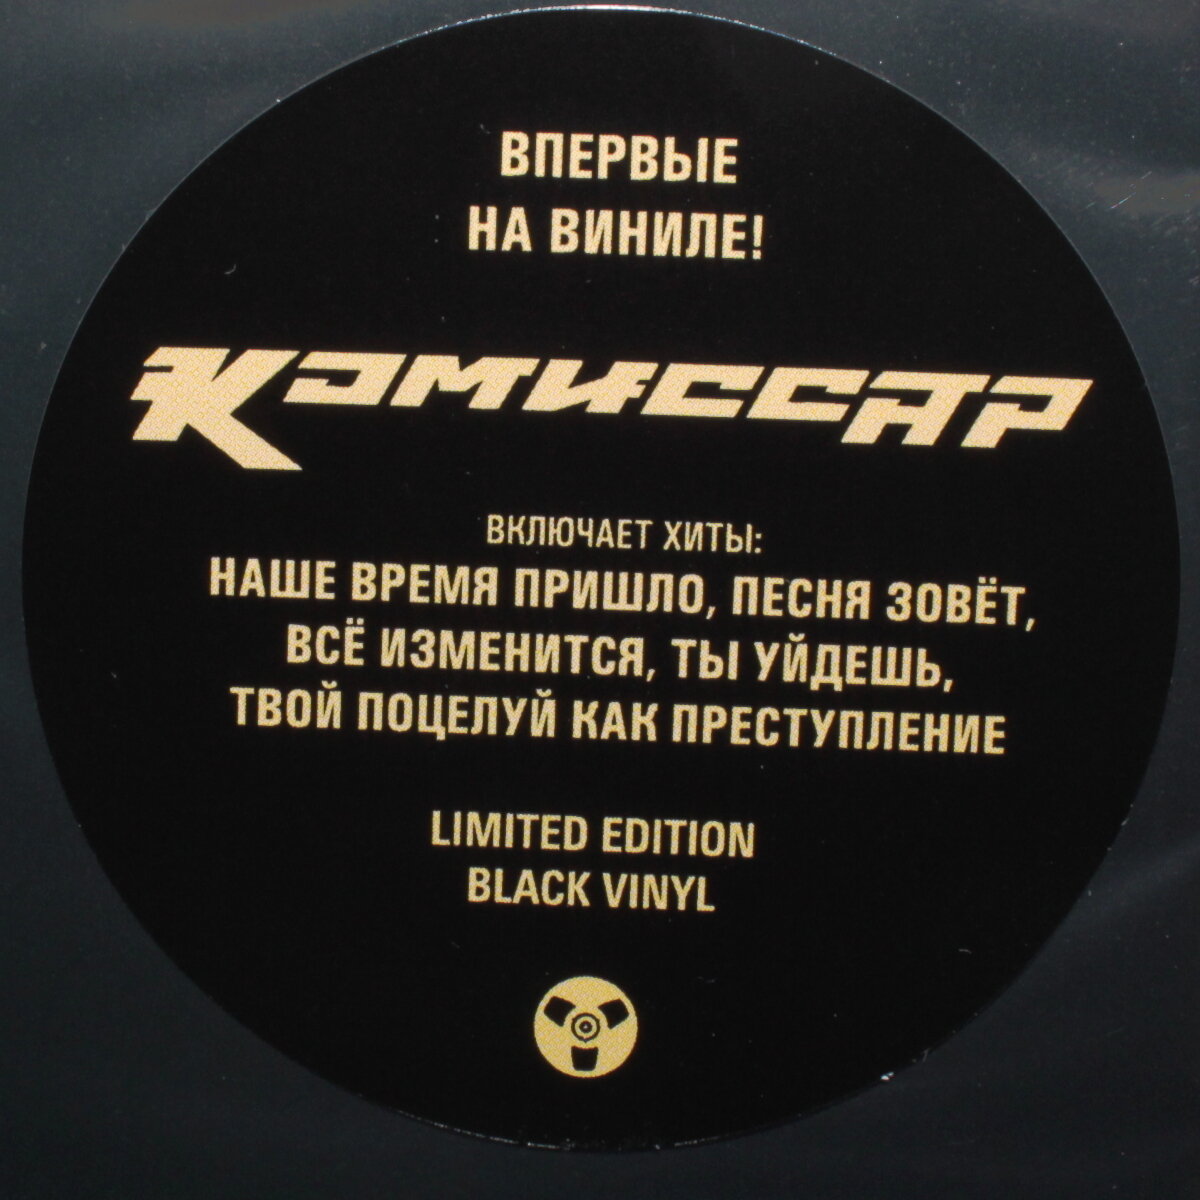 ВПЕРВЫЕ
НА ВИНИЛЕ!
КОМИССАР
ВКЛЮЧАЕТ ХИТЫ:
НАШЕ ВРЕМЯ ПРИШЛО, ПЕСНЯ ЗОВЁТ,
ВСЁ ИЗМЕНИТСЯ, ТЫ УЙДЕШЬ,
ТВОЙ ПОЦЕЛУЙ КАК ПРЕСТУПЛЕНИЕ
LIMITED EDITION
BLACK VINYL